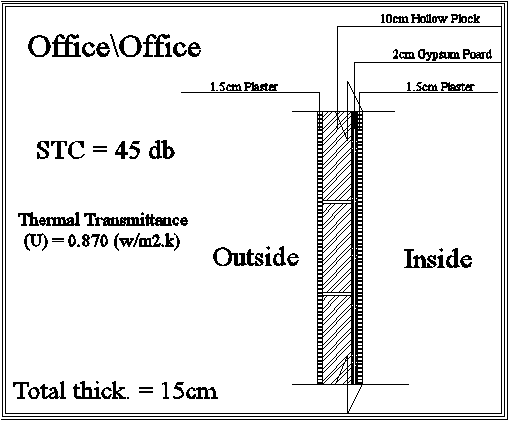 10cm Hollow Plock
Office\Office
2cm Gypsum Poard
1.5cm Plaster
1.5cm Plaster
STC = 45 db
Thermal Transmittance
(U) = 0.870 (w/m2.k)
Outside
Inside
Total thick. = 15cm